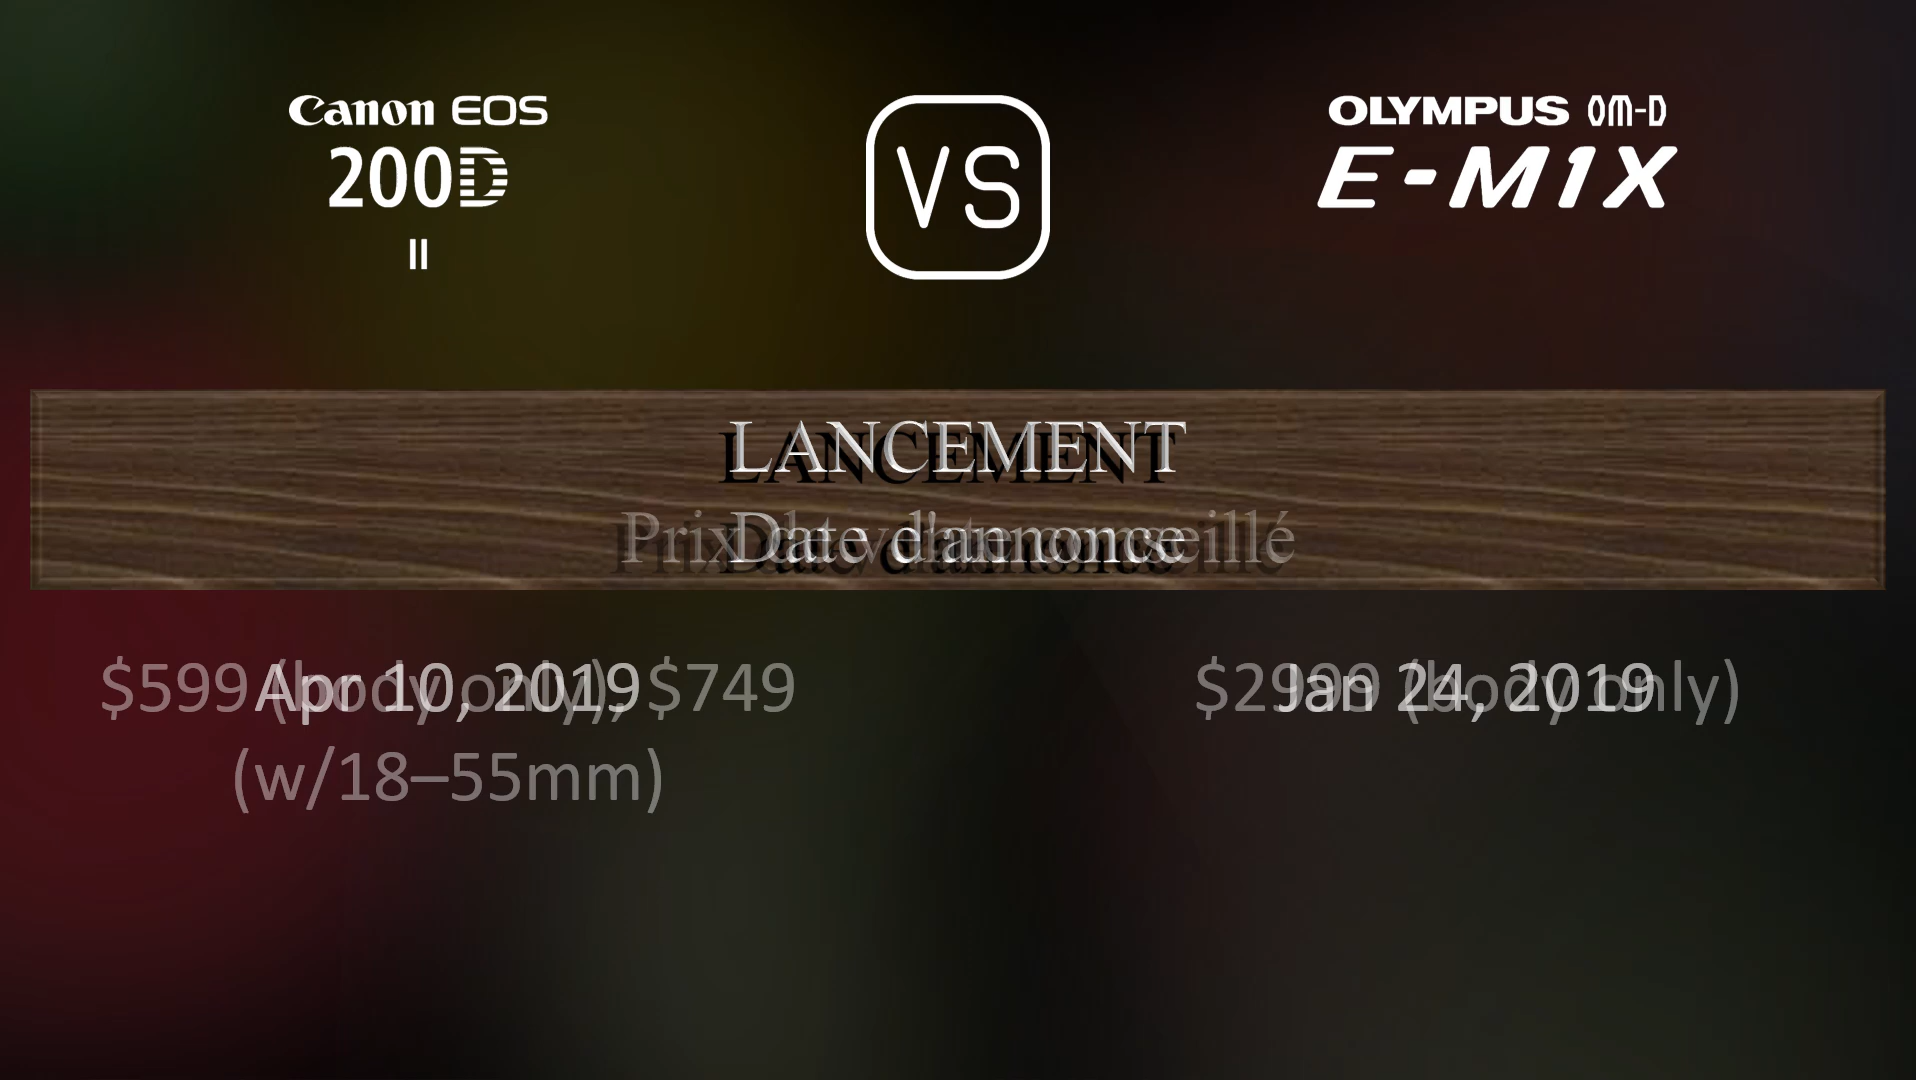 Canon EOS
200D
II
VS
OLYMPUS OM-D
E-M1X
LANCEMENT
Prix de vente conseillé
Date d'annonce
$599 (body only), $749
(w/18–55mm)
Apr 10, 2019
$2999 (body only)
Jan 24, 2019